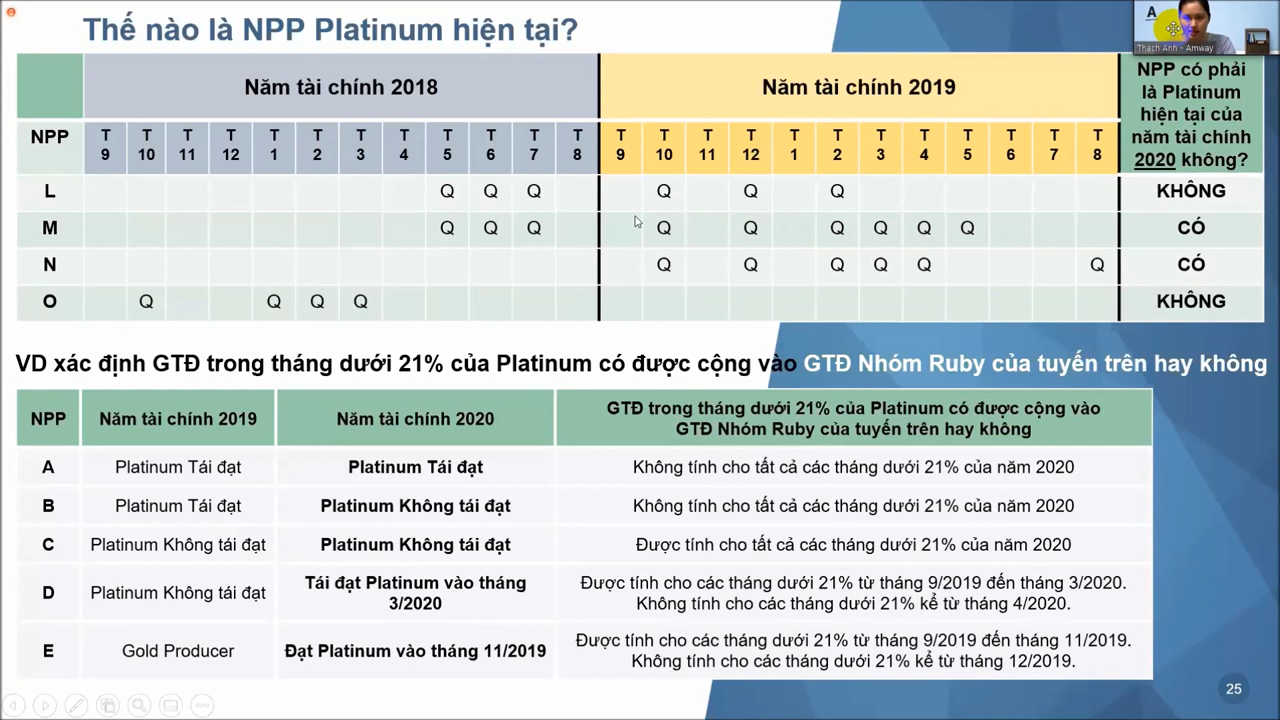 Thế nào là NPP Platinum hiện tại?
A
Thạch Anh - Amway
NPP
Năm tài chính 2018
Năm tài chính 2019
NPP có phải
là Platinum
hiện tại của
năm tài chính
2020 không?
T 9 T 10 T 11 T 12 T 1 T 2 T 3 T 4 T 5 T 6 T 7 T 8 T 9 T 10 T 11 T 12 T 1 T 2 T 3 T 4 T 5 T 6 T 7 T 8
L Q Q Q Q Q Q KHÔNG
M Q Q Q Q Q Q Q Q Q CÓ
N Q Q Q Q Q Q CÓ
O Q Q Q Q KHÔNG
VD xác định GTĐ trong tháng dưới 21% của Platinum có được cộng vào GTĐ Nhóm Ruby của tuyến trên hay không
NPP Năm tài chính 2019 Năm tài chính 2020 GTĐ trong tháng dưới 21% của Platinum có được cộng vào
GTĐ Nhóm Ruby của tuyến trên hay không
A Platinum Tái đạt Platinum Tái đạt Không tính cho tất cả các tháng dưới 21% của năm 2020
B Platinum Tái đạt Platinum Không tái đạt Không tính cho tất cả các tháng dưới 21% của năm 2020
C Platinum Không tái đạt Platinum Không tái đạt Được tính cho tất cả các tháng dưới 21% của năm 2020
D Platinum Không tái đạt Tái đạt Platinum vào tháng
3/2020
Được tính cho các tháng dưới 21% từ tháng 9/2019 đến tháng 3/2020.
Không tính cho các tháng dưới 21% kể từ tháng 4/2020.
E Gold Producer Đạt Platinum vào tháng 11/2019
Được tính cho các tháng dưới 21% từ tháng 9/2019 đến tháng 11/2019.
Không tính cho các tháng dưới 21% kể từ tháng 12/2019.
25